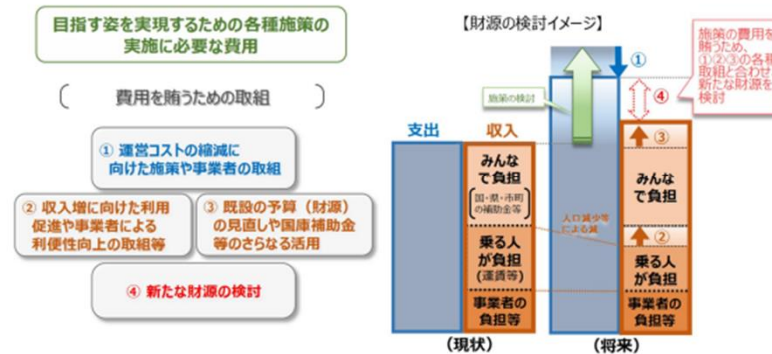 目指す姿を実現するための各種施策の
実施に必要な費用
費用を賄うための取組
① 運営コストの縮減に
向けた施策や事業者の取組
② 収入増に向けた利用
促進や事業者による
利便性向上の取組等
③ 既設の予算（財源）
の見直しや国庫補助金
等のさらなる活用
④ 新たな財源の検討
【財源の検討イメージ】
支出
収入
みんな
で負担
国・県・市町
の補助金等
乗る人
が負担
(運賃等)
事業者の
負担等
（現状）
施策の検討
①
人口減少等
による減
④
③
みんな
で負担
②
乗る人
が負担
事業者の
負担等
（将来）
施策の費用を
賄うため、
①②③の各種
取組と合わせ
新たな財源を
検討